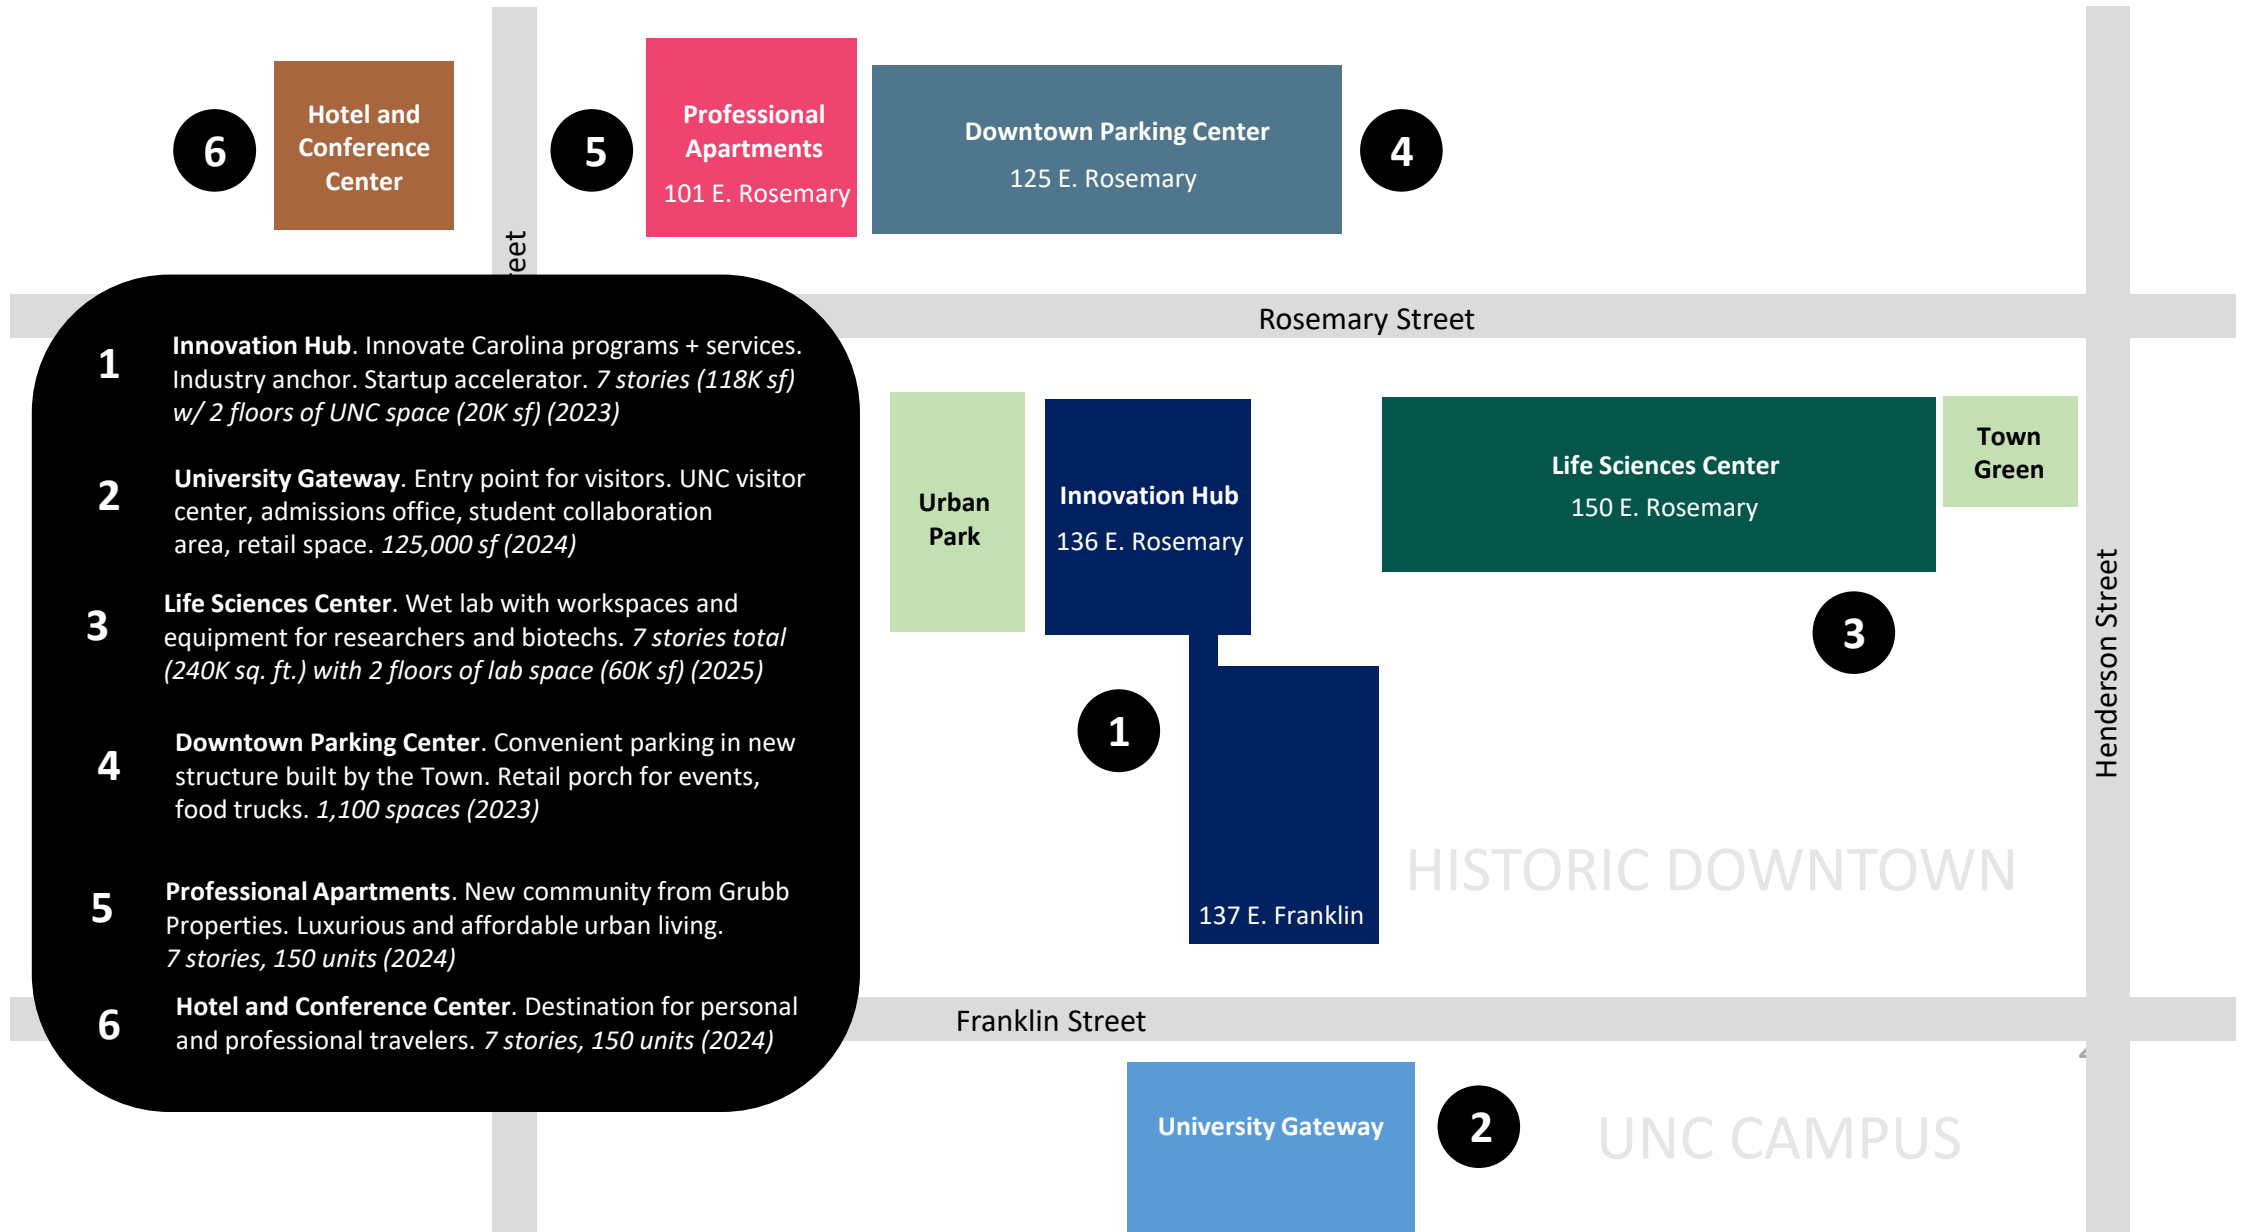 6
Hotel and
Conference
Center
5
Professional
Apartments
101 E. Rosemary
Downtown Parking Center
125 E. Rosemary
4
Rosemary Street
1
Innovation Hub. Innovate Carolina programs + services.
Industry anchor. Startup accelerator. 7 stories (118K sf)
w/ 2 floors of UNC space (20K sf) (2023)
2
University Gateway. Entry point for visitors. UNC visitor
center, admissions office, student collaboration
area, retail space. 125,000 sf (2024)
3
Life Sciences Center. Wet lab with workspaces and
equipment for researchers and biotechs. 7 stories total
(240K sq. ft.) with 2 floors of lab space (60K sf) (2025)
4
Downtown Parking Center. Convenient parking in new
structure built by the Town. Retail porch for events,
food trucks. 1,100 spaces (2023)
5
Professional Apartments. New community from Grubb
Properties. Luxurious and affordable urban living.
7 stories, 150 units (2024)
6
Hotel and Conference Center. Destination for personal
and professional travelers. 7 stories, 150 units (2024)
Urban
Park
Innovation Hub
136 E. Rosemary
Life Sciences Center
150 E. Rosemary
Town
Green
3
1
Henderson Street
137 E. Franklin
HISTORIC DOWNTOWN
Franklin Street
University Gateway
2
UNC CAMPUS